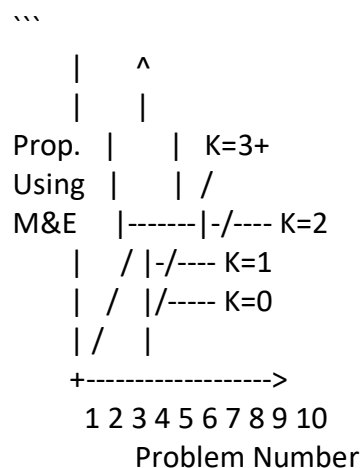 ```
|    ^
|    |
Prop.  |      |  K=3+
Using  |      | /
M&E    |-------|-/---- K=2
|    / |-/---- K=1
|   /  |/----- K=0
| /    |
+------------------->
1 2 3 4 5 6 7 8 9 10
Problem Number